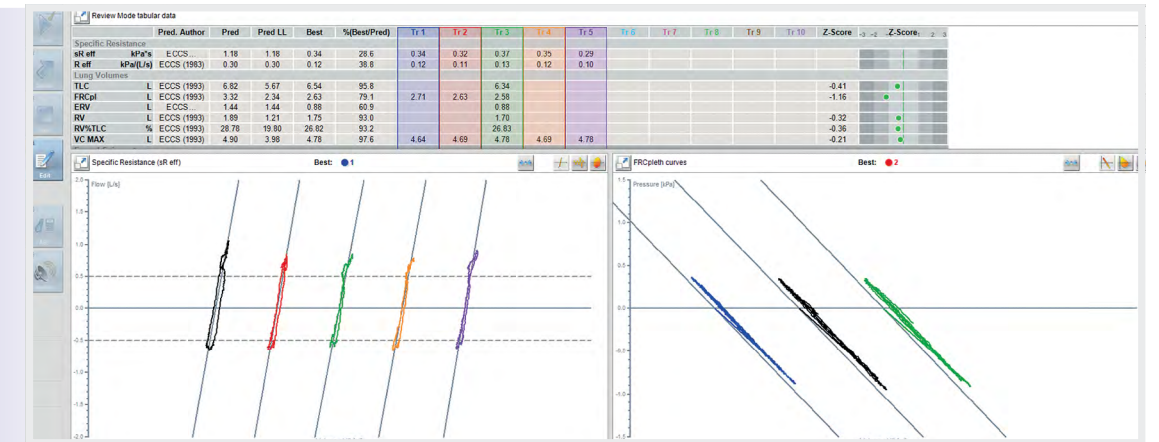 Review Mode tabular data
Pred. Author Pred Pred LL Best %(Best/Pred) Tr 1 Tr 2 Tr 3 Tr 4 Tr 5 Tr 6 Tr 7 Tr 8 Tr 9 Tr 10 Z-Score -3 -2 -Z-Score1 2 3
Specific Resistance
sR eff kPa*s ECCS... 1.18 1.18 0.34 28.6 0.34 0.32 0.37 0.35 0.29
R eff kPa/(L/s) ECCS (1983) 0.30 0.30 0.12 38.8 0.12 0.11 0.13 0.12 0.10
Lung Volumes
TLC L ECCS (1993) 6.82 5.67 6.54 95.8 6.34 -0.41
FRCpl L ECCS (1993) 3.32 2.34 2.63 79.1 2.71 2.63 2.58 -1.16
ERV L ECCS... 1.44 1.44 0.88 60.9 0.88
RV L ECCS (1993) 1.89 1.21 1.75 93.0 1.70 -0.32
RV%TLC % ECCS (1993) 28.78 19.80 26.82 93.2 26.83 -0.36
VC MAX L ECCS (1993) 4.90 3.98 4.78 97.6 4.64 4.69 4.78 4.69 4.78 -0.21
Edit
Specific Resistance (sR eff) Best: 1
FRCpleth curves Best: 2
Flow [L/s]
2.0
1.5
1.0
0.5
0.0
-0.5
-1.0
-1.5
-2.0
Pressure [kPa]
1.5
1.0
0.5
0.0
-0.5
-1.0
-1.5